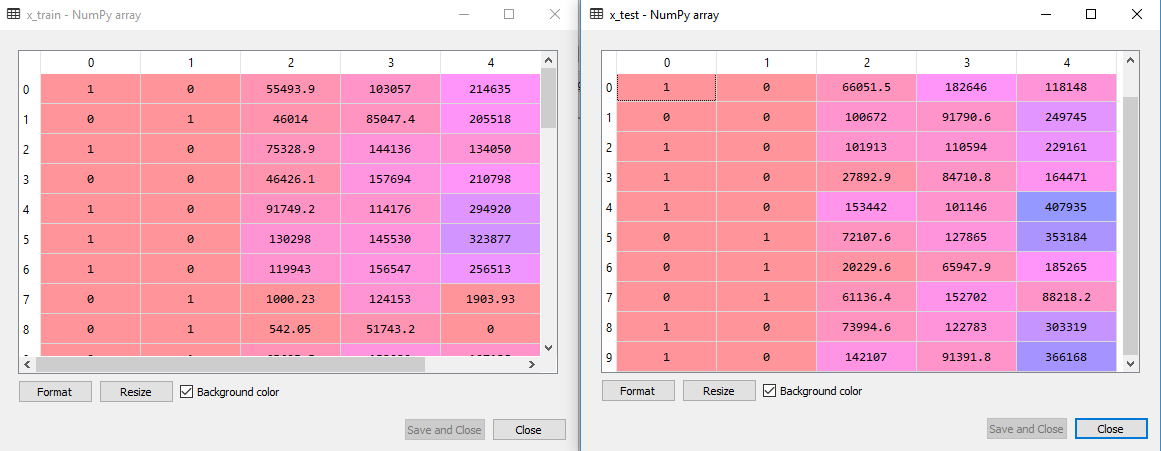 x_train - NumPy array
0 1 2 3 4
0 1 0 55493.9 103057 214635
1 0 1 46014 85047.4 205518
2 1 0 75328.9 144136 134050
3 0 0 46426.1 157694 210798
4 1 0 91749.2 114176 294920
5 1 0 130298 145530 323877
6 1 0 119943 156547 256513
7 0 1 1000.23 124153 1903.93
8 0 1 542.05 51743.2 0
Format Resize Background color
Save and Close Close
x_test - NumPy array
0 1 2 3 4
0 1 0 66051.5 182646 118148
1 0 0 100672 91790.6 249745
2 1 0 101913 110594 229161
3 1 0 27892.9 84710.8 164471
4 1 0 153442 101146 407935
5 0 1 72107.6 127865 353184
6 0 1 20229.6 65947.9 185265
7 0 1 61136.4 152702 88218.2
8 1 0 73994.6 122783 303319
9 1 0 142107 91391.8 366168
Format Resize Background color
Save and Close Close